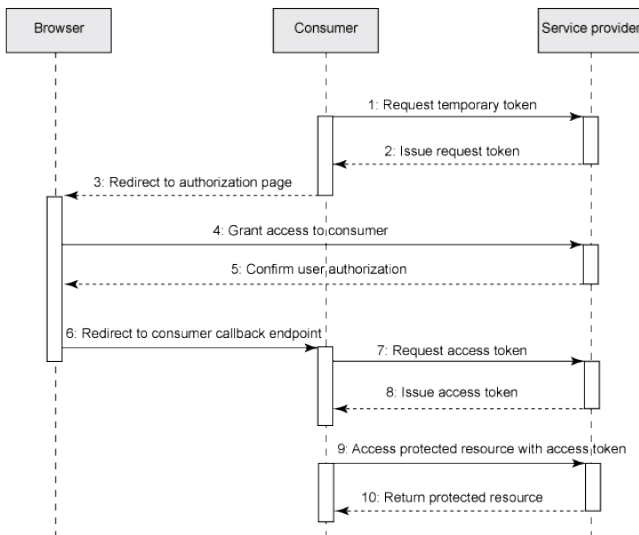 Browser
Consumer
Service provider
1: Request temporary token
2: Issue request token
3: Redirect to authorization page
4: Grant access to consumer
5: Confirm user authorization
6: Redirect to consumer callback endpoint
7: Request access token
8: Issue access token
9: Access protected resource with access token
10: Return protected resource